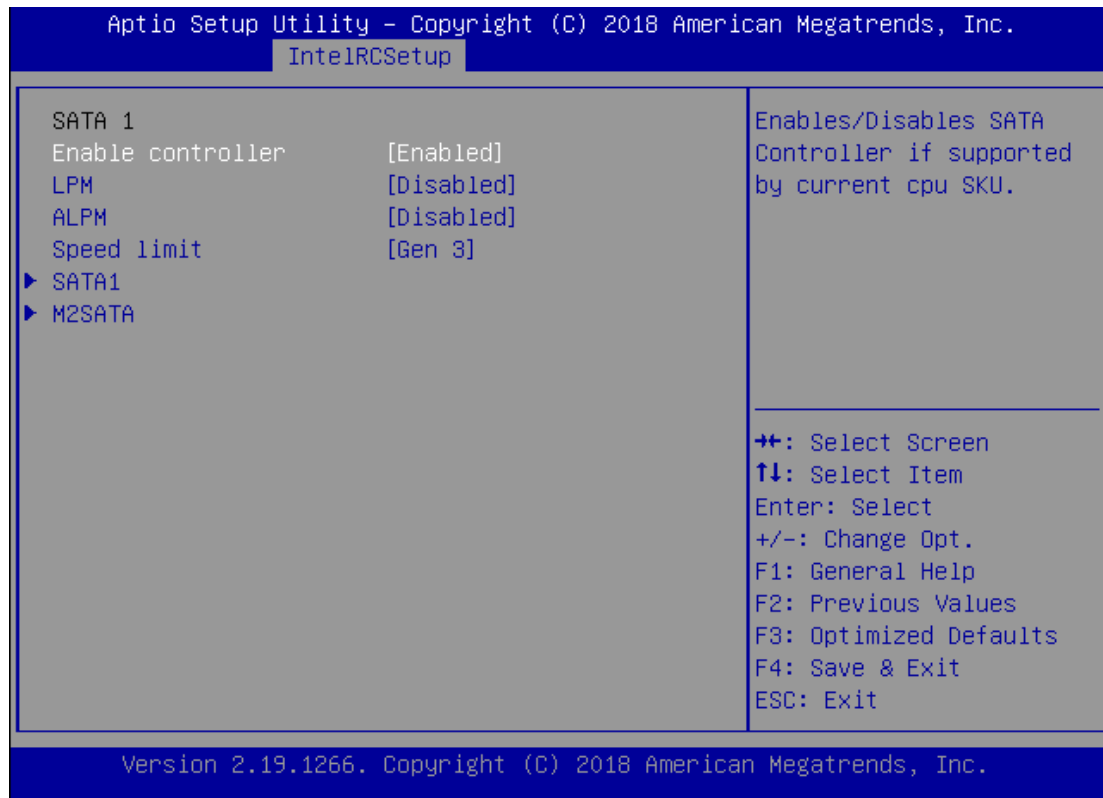 Aptio Setup Utility – Copyright (C) 2018 American Megatrends, Inc.
IntelRCSetup
SATA 1
Enable controller [Enabled]
LPM [Disabled]
ALPM [Disabled]
Speed limit [Gen 3]
► SATA1
► M2SATA
Enables/Disables SATA
Controller if supported
by current cpu SKU.
→←: Select Screen
↑↓: Select Item
Enter: Select
+/-: Change Opt.
F1: General Help
F2: Previous Values
F3: Optimized Defaults
F4: Save & Exit
ESC: Exit
Version 2.19.1266. Copyright (C) 2018 American Megatrends, Inc.